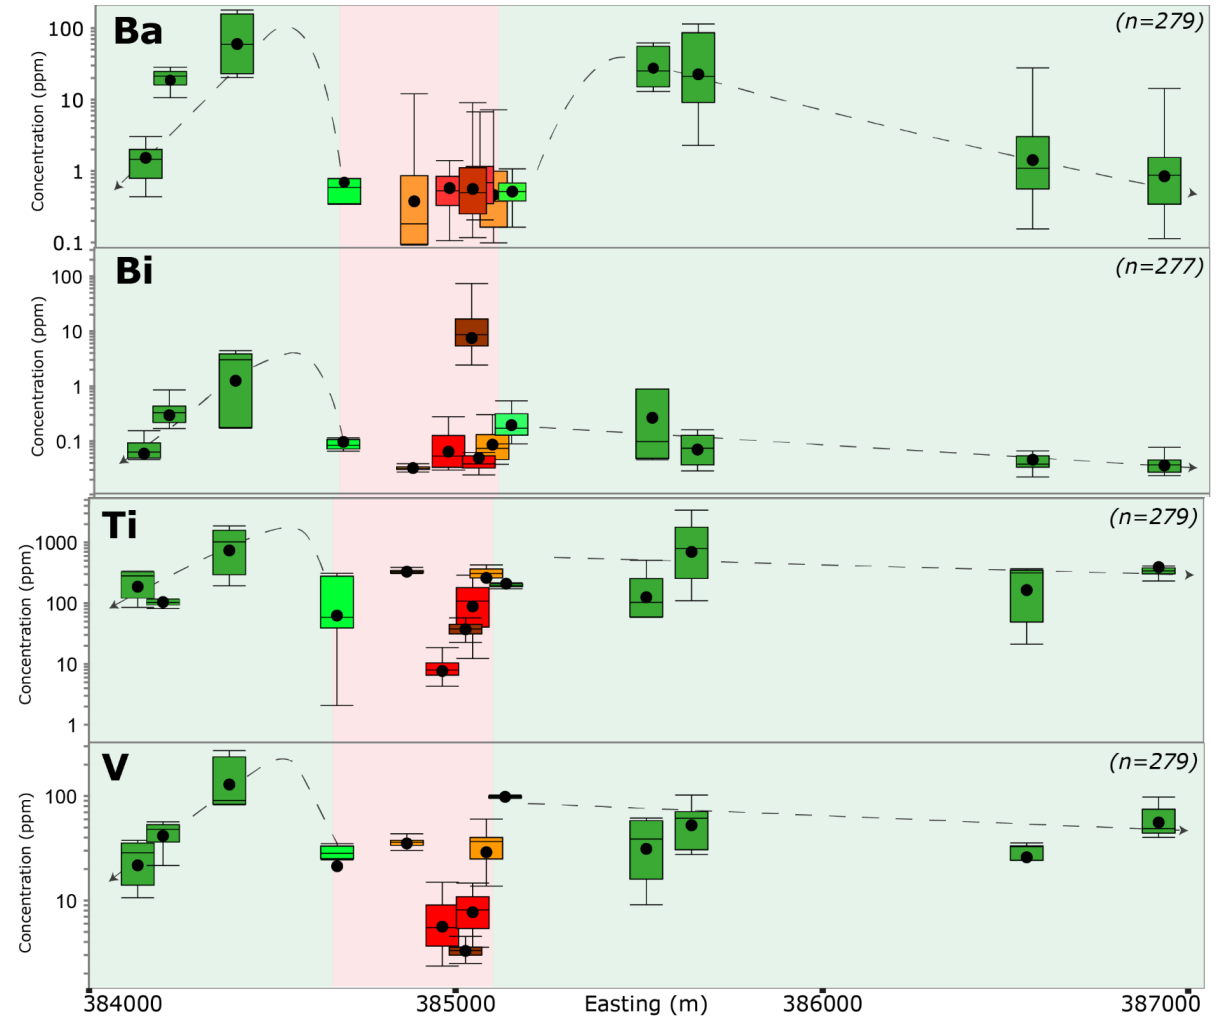 Ba
(n=279)
Concentration (ppm)
100
10
1
0.1
Bi
(n=277)
Concentration (ppm)
100
10
1
0.1
Ti
(n=279)
Concentration (ppm)
1000
100
10
1
V
(n=279)
Concentration (ppm)
100
10
384000
385000
Easting (m)
386000
387000